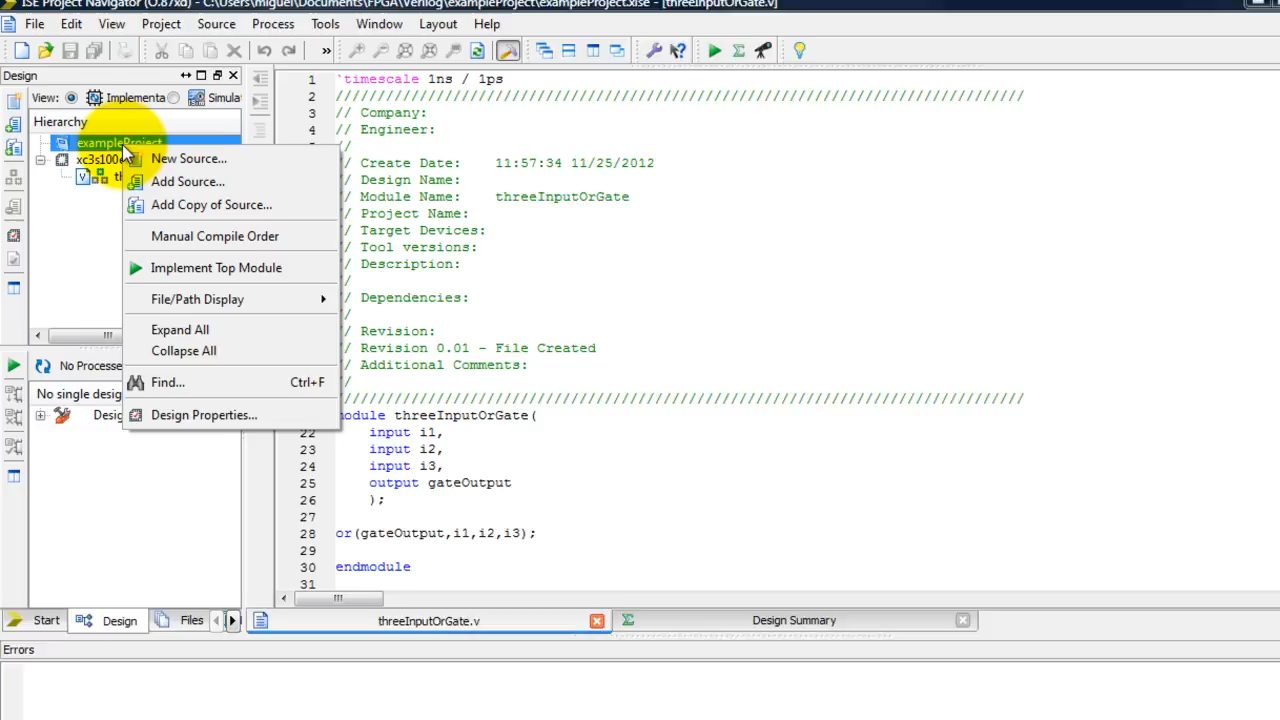 ISE Project Navigator (O.87xd) - C:\Users\miguel\Documents\FPGA\Verilog\exampleProject\exampleProject.xise - [threeInputOrGate.v]
File Edit View Project Source Process Tools Window Layout Help
Design
View: Implementa Simulat
Hierarchy
exampleProject
xc3s100
New Source...
Add Source...
Add Copy of Source...
Manual Compile Order
Implement Top Module
File/Path Display
Expand All
Collapse All
Find... Ctrl+F
Design Properties...
No Processe
No single desig
Desig
1 `timescale 1ns / 1ps
2 //////////////////////////////////////////////////////////////////////////////////
3 // Company:
4 // Engineer:
//
// Create Date: 11:57:34 11/25/2012
// Design Name:
// Module Name: threeInputOrGate
// Project Name:
// Target Devices:
// Tool versions:
// Description:
//
// Dependencies:
//
// Revision:
// Revision 0.01 - File Created
// Additional Comments:
//
//////////////////////////////////////////////////////////////////////////////////
module threeInputOrGate(
22 input i1,
23 input i2,
24 input i3,
25 output gateOutput
26 );
27
28 or(gateOutput,i1,i2,i3);
29
30 endmodule
31
Start Design Files
threeInputOrGate.v Design Summary
Errors